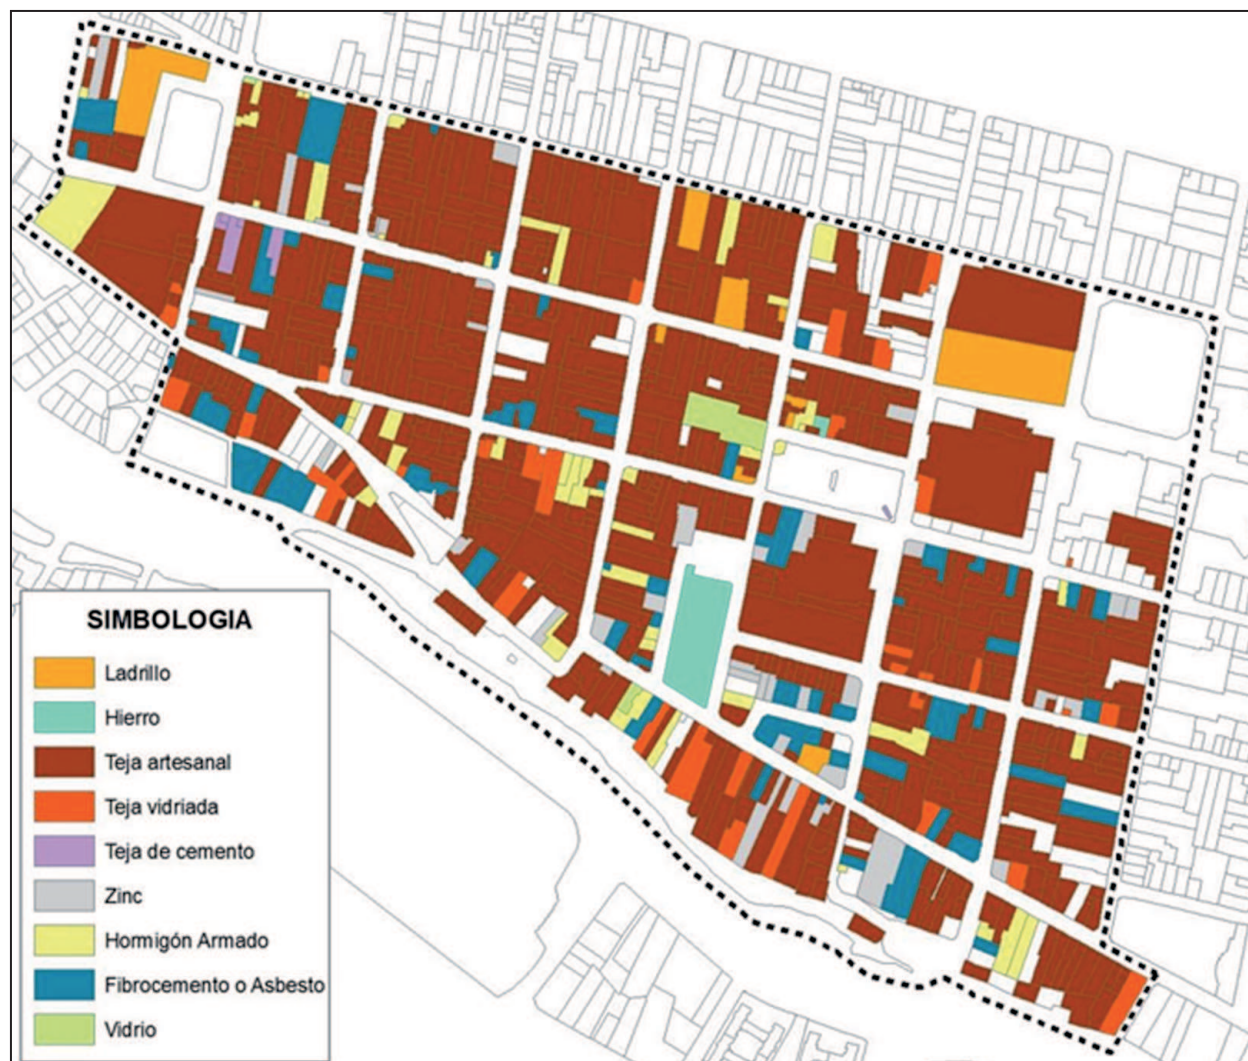 SIMBOLOGIA
Ladrillo
Hierro
Teja artesanal
Teja vidriada
Teja de cemento
Zinc
Hormigón Armado
Fibrocemento o Asbesto
Vidrio